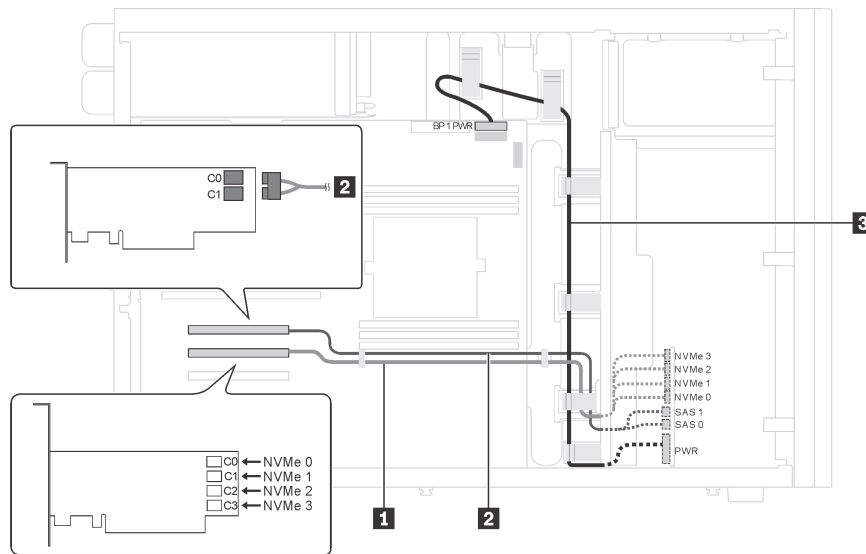 BP 1 PWR
C0
C1
2
3
NVMe 3
NVMe 2
NVMe 1
NVMe 0
SAS 1
SAS 0
PWR
C0 NVMe 0
C1 NVMe 1
C2 NVMe 2
C3 NVMe 3
1
2